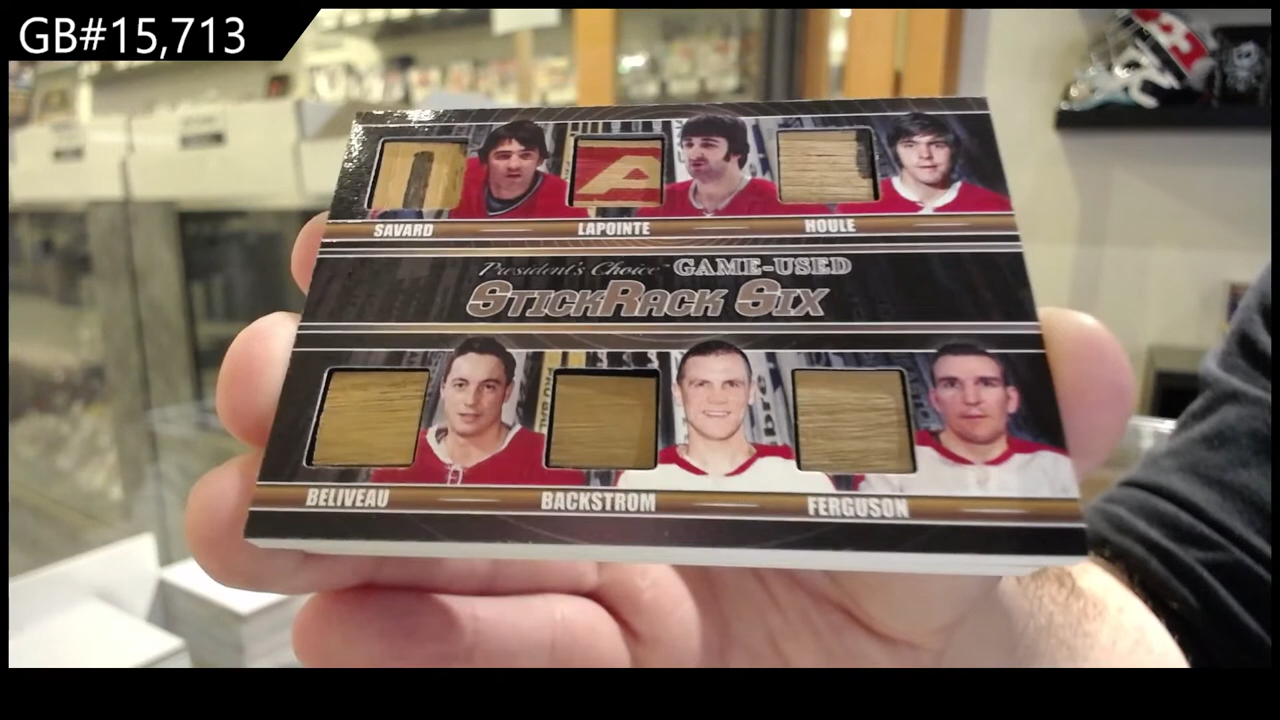 GB#15,713
SAVARD LAPOINTE HOULE
President's Choice GAME-USED
STICKRACK SIX
BELIVEAU BACKSTROM FERGUSON